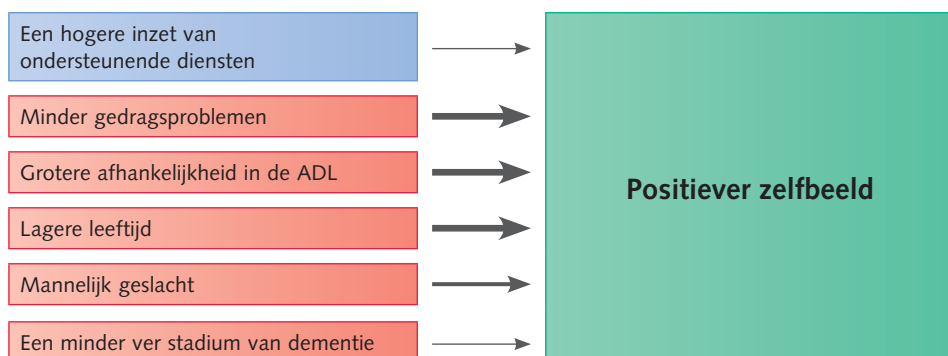 Een hogere inzet van
ondersteunende diensten
Minder gedragsproblemen
Grotere afhankelijkheid in de ADL
Lagere leeftijd
Mannelijk geslacht
Een minder ver stadium van dementie
Positiever zelfbeeld